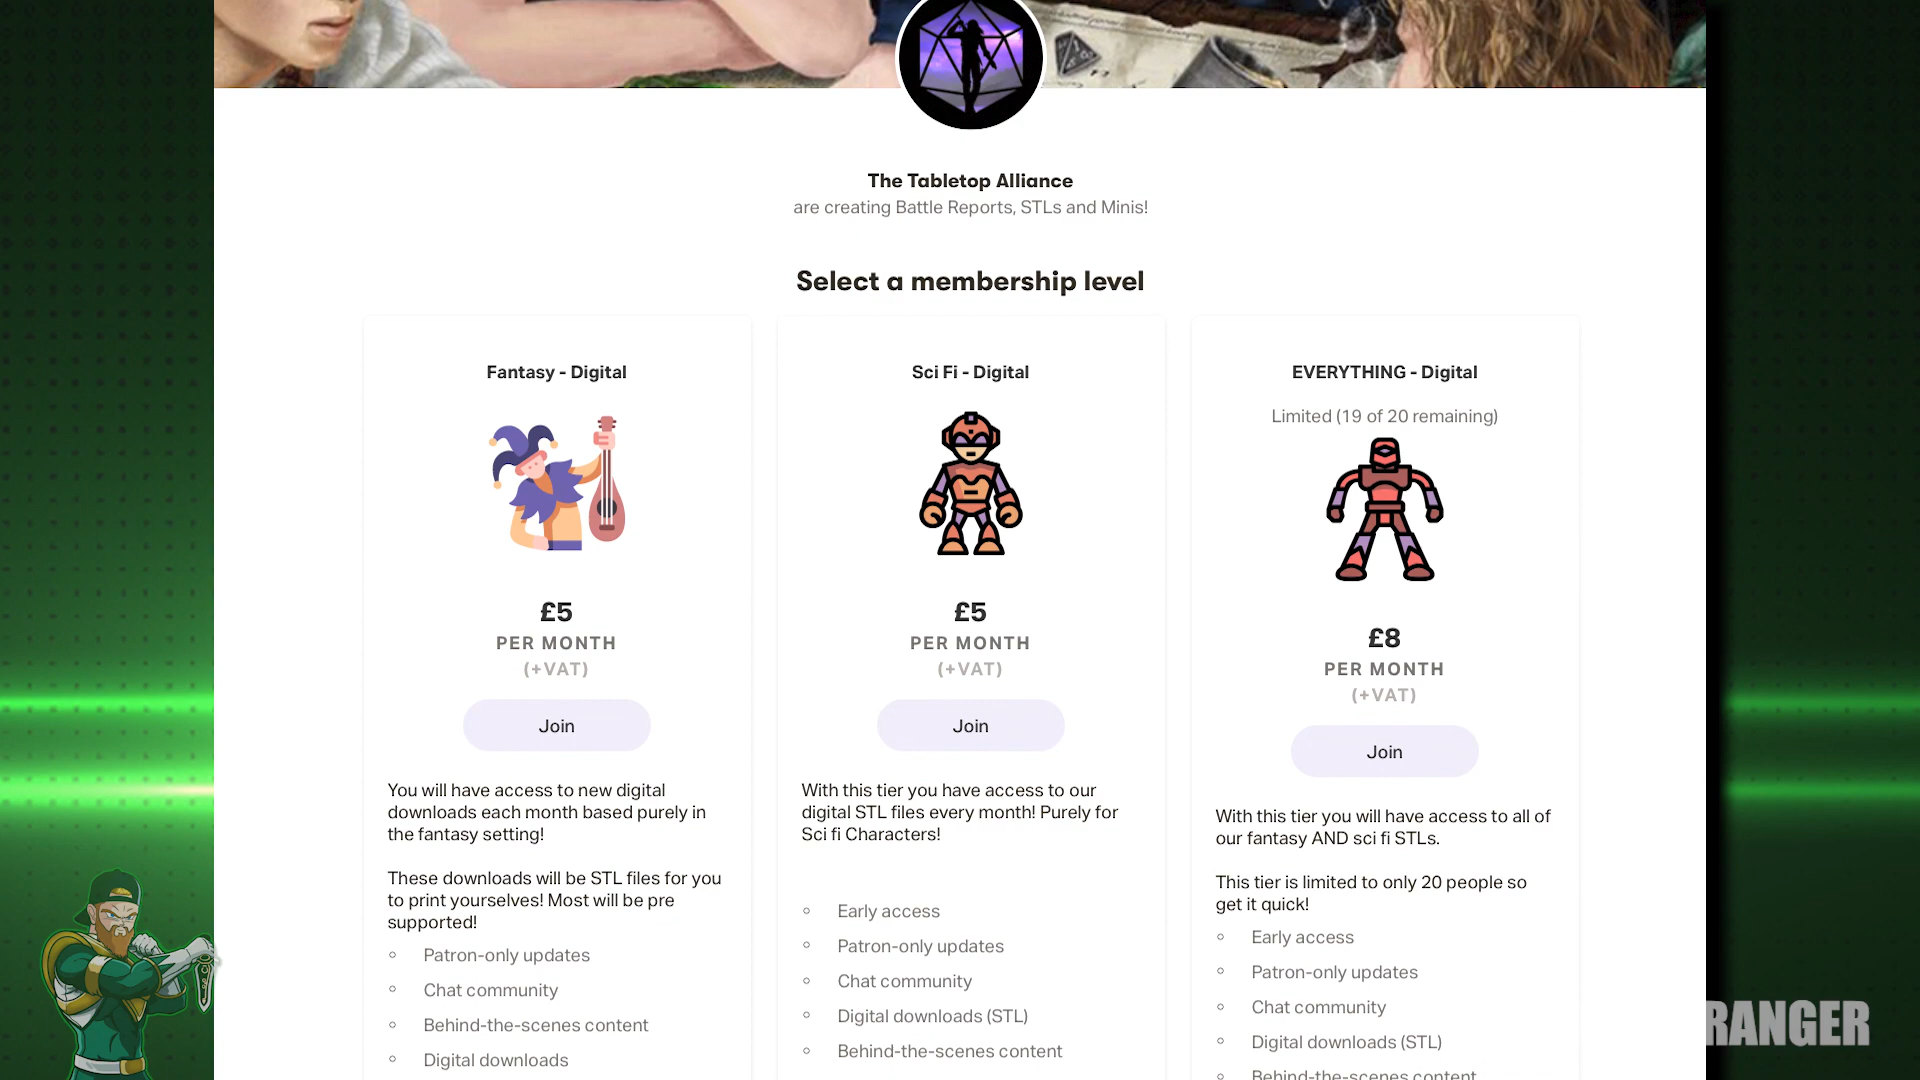 The Tabletop Alliance
are creating Battle Reports, STLs and Minis!
Select a membership level
Fantasy - Digital
£5
PER MONTH
(+VAT)
Join
You will have access to new digital
downloads each month based purely in
the fantasy setting!
These downloads will be STL files for you
to print yourselves! Most will be pre
supported!
Patron-only updates
Chat community
Behind-the-scenes content
Digital downloads
Sci Fi - Digital
£5
PER MONTH
(+VAT)
Join
With this tier you have access to our
digital STL files every month! Purely for
Sci fi Characters!
Early access
Patron-only updates
Chat community
Digital downloads (STL)
Behind-the-scenes content
EVERYTHING - Digital
Limited (19 of 20 remaining)
£8
PER MONTH
(+VAT)
Join
With this tier you will have access to all of
our fantasy AND sci fi STLs.
This tier is limited to only 20 people so
get it quick!
Early access
Patron-only updates
Chat community
Digital downloads (STL)
Behind-the-scenes content
RANGER